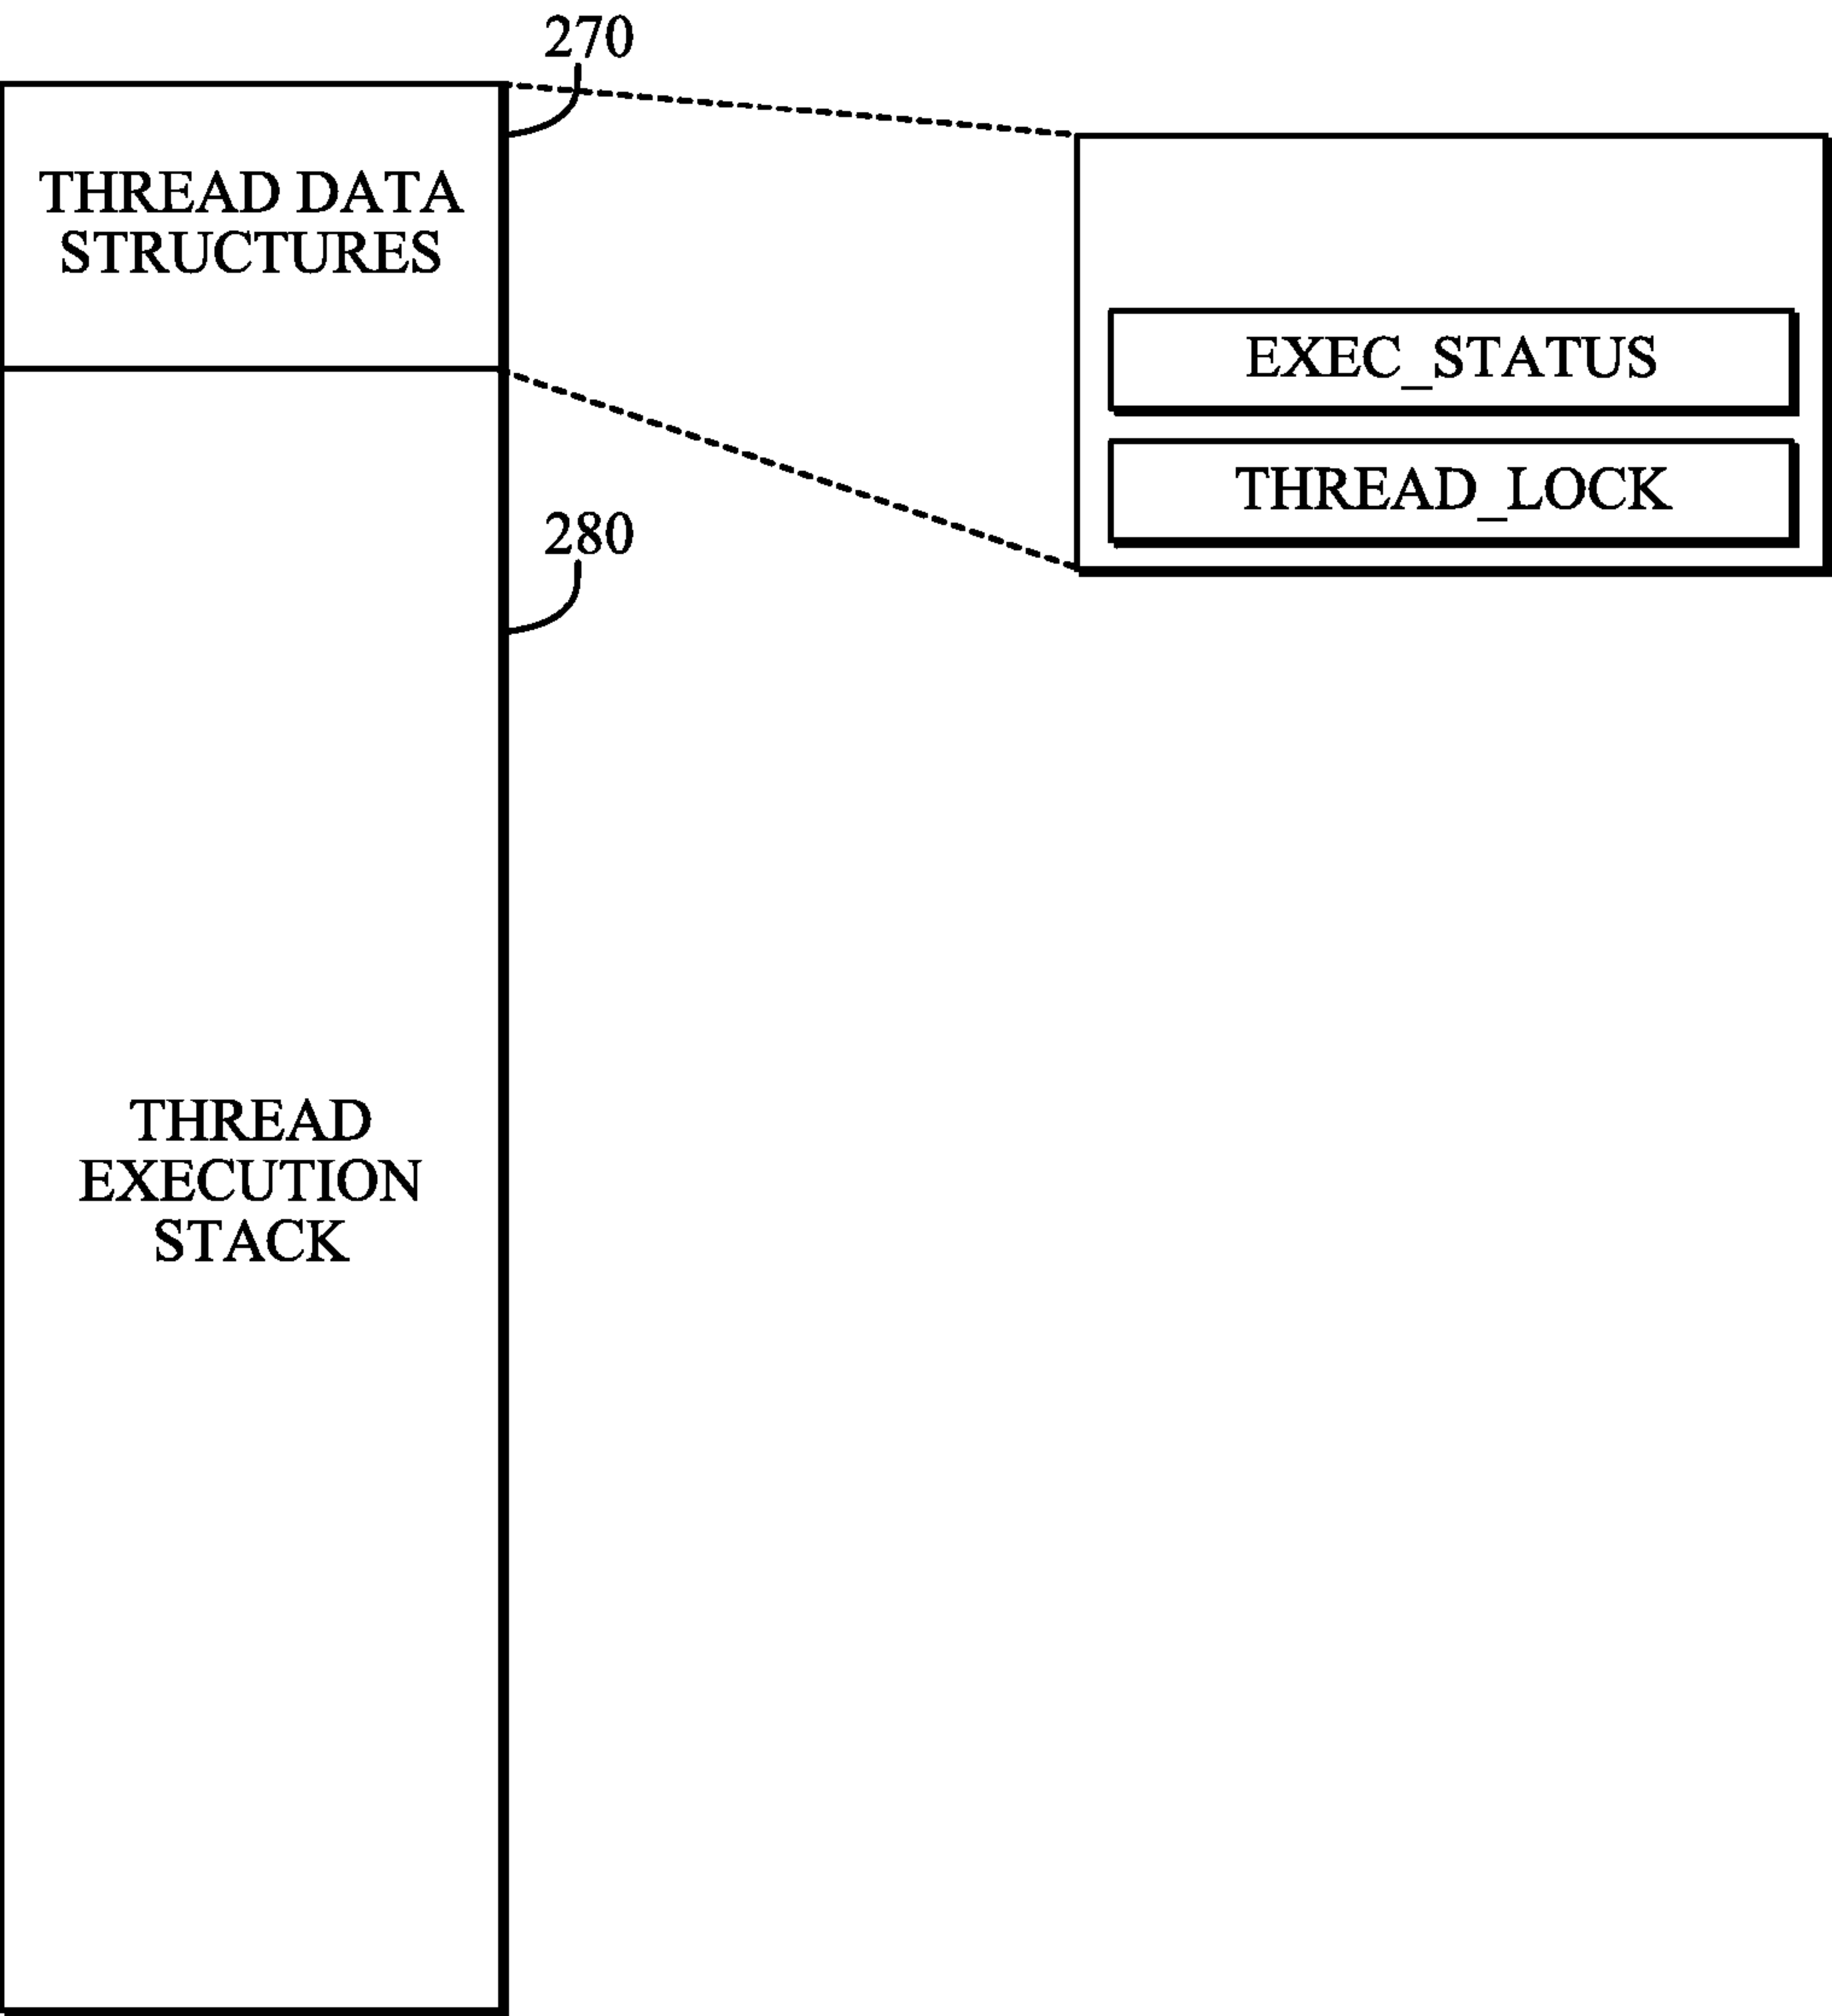 270
THREAD DATA
STRUCTURES
EXEC_STATUS
THREAD_LOCK
280
THREAD
EXECUTION
STACK